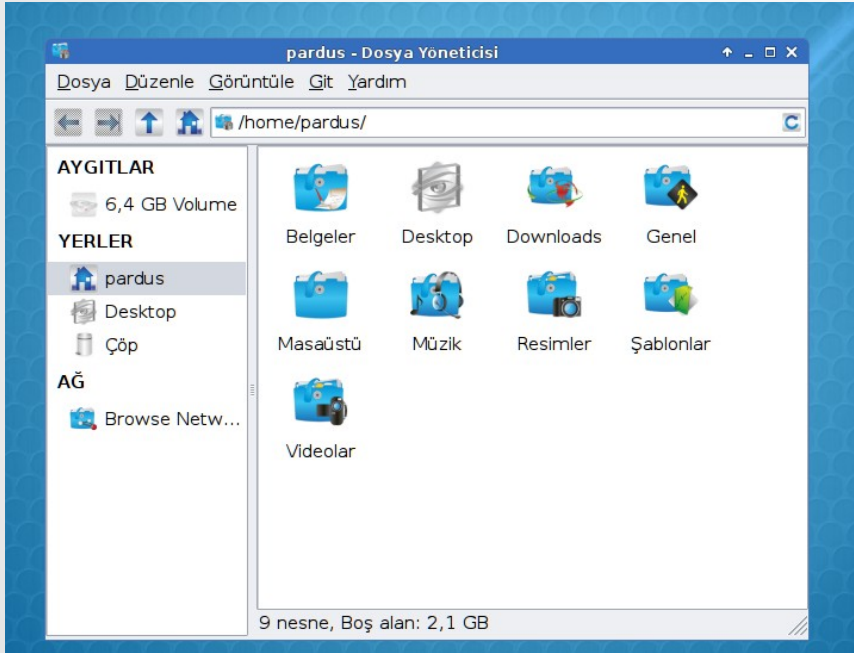 pardus - Dosya Yöneticisi
Dosya Düzenle Görüntüle Git Yardım
/home/pardus/
AYGITLAR
6,4 GB Volume
YERLER
pardus
Desktop
Çöp
AĞ
Browse Netw...
Belgeler Desktop Downloads Genel
Masaüstü Müzik Resimler Şablonlar
Videolar
9 nesne, Boş alan: 2,1 GB